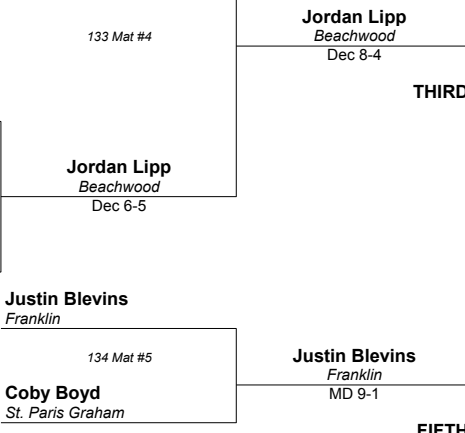 Jordan Lipp
133 Mat #4
Beachwood
Dec 8-4
THIRD
Jordan Lipp
Beachwood
Dec 6-5
Justin Blevins
Franklin
134 Mat #5
Justin Blevins
Franklin
MD 9-1
Coby Boyd
St. Paris Graham